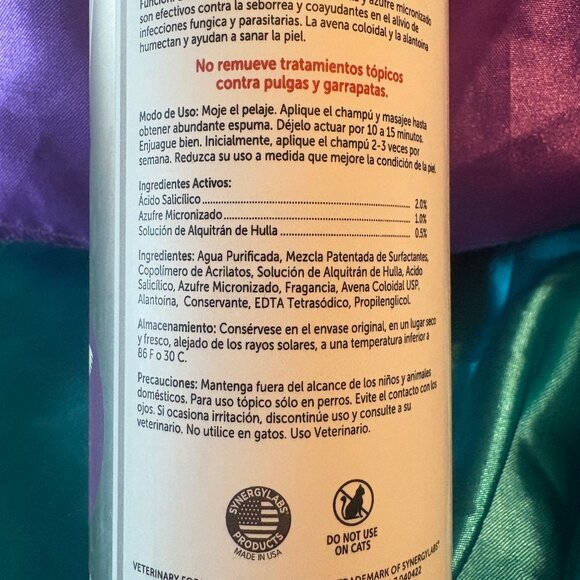 y azufre micronizado
son efectivos contra la seborrea y coayudantes en el alivio de
infecciones fungica y parasitarias. La avena coloidal y la alantoina
humectan y ayudan a sanar la piel.
No remueve tratamientos tópicos
contra pulgas y garrapatas.
Modo de Uso: Moje el pelaje. Aplique el champú y masajee hasta
obtener abundante espuma. Déjelo actuar por 10 a 15 minutos.
Enjuague bien. Inicialmente, aplique el champú 2-3 veces por
semana. Reduzca su uso a medida que mejore la condición de la piel.
Ingredientes Activos:
Ácido Salicílico 2.0%
Azufre Micronizado 1.0%
Solución de Alquitrán de Hulla 0.5%
Ingredientes: Agua Purificada, Mezcla Patentada de Surfactantes,
Copolímero de Acrilatos, Solución de Alquitrán de Hulla, Acido
Salicílico, Azufre Micronizado, Fragancia, Avena Coloidal USP,
Alantoína, Conservante, EDTA Tetrasódico, Propilenglicol.
Almacenamiento: Consérvese en el envase original, en un lugar seco
y fresco, alejado de los rayos solares, a una temperatura inferior a
86 F o 30 C.
Precauciones: Mantenga fuera del alcance de los niños y animales
domésticos. Para uso tópico sólo en perros. Evite el contacto con los
ojos. Si ocasiona irritación, discontinúe uso y consulte a su
veterinario. No utilice en gatos. Uso Veterinario.
SYNERGYLABS
PRODUCTS
MADE IN USA
DO NOT USE
ON CATS
VETERINARY
TRADEMARK OF SYNERGYLABS
040422